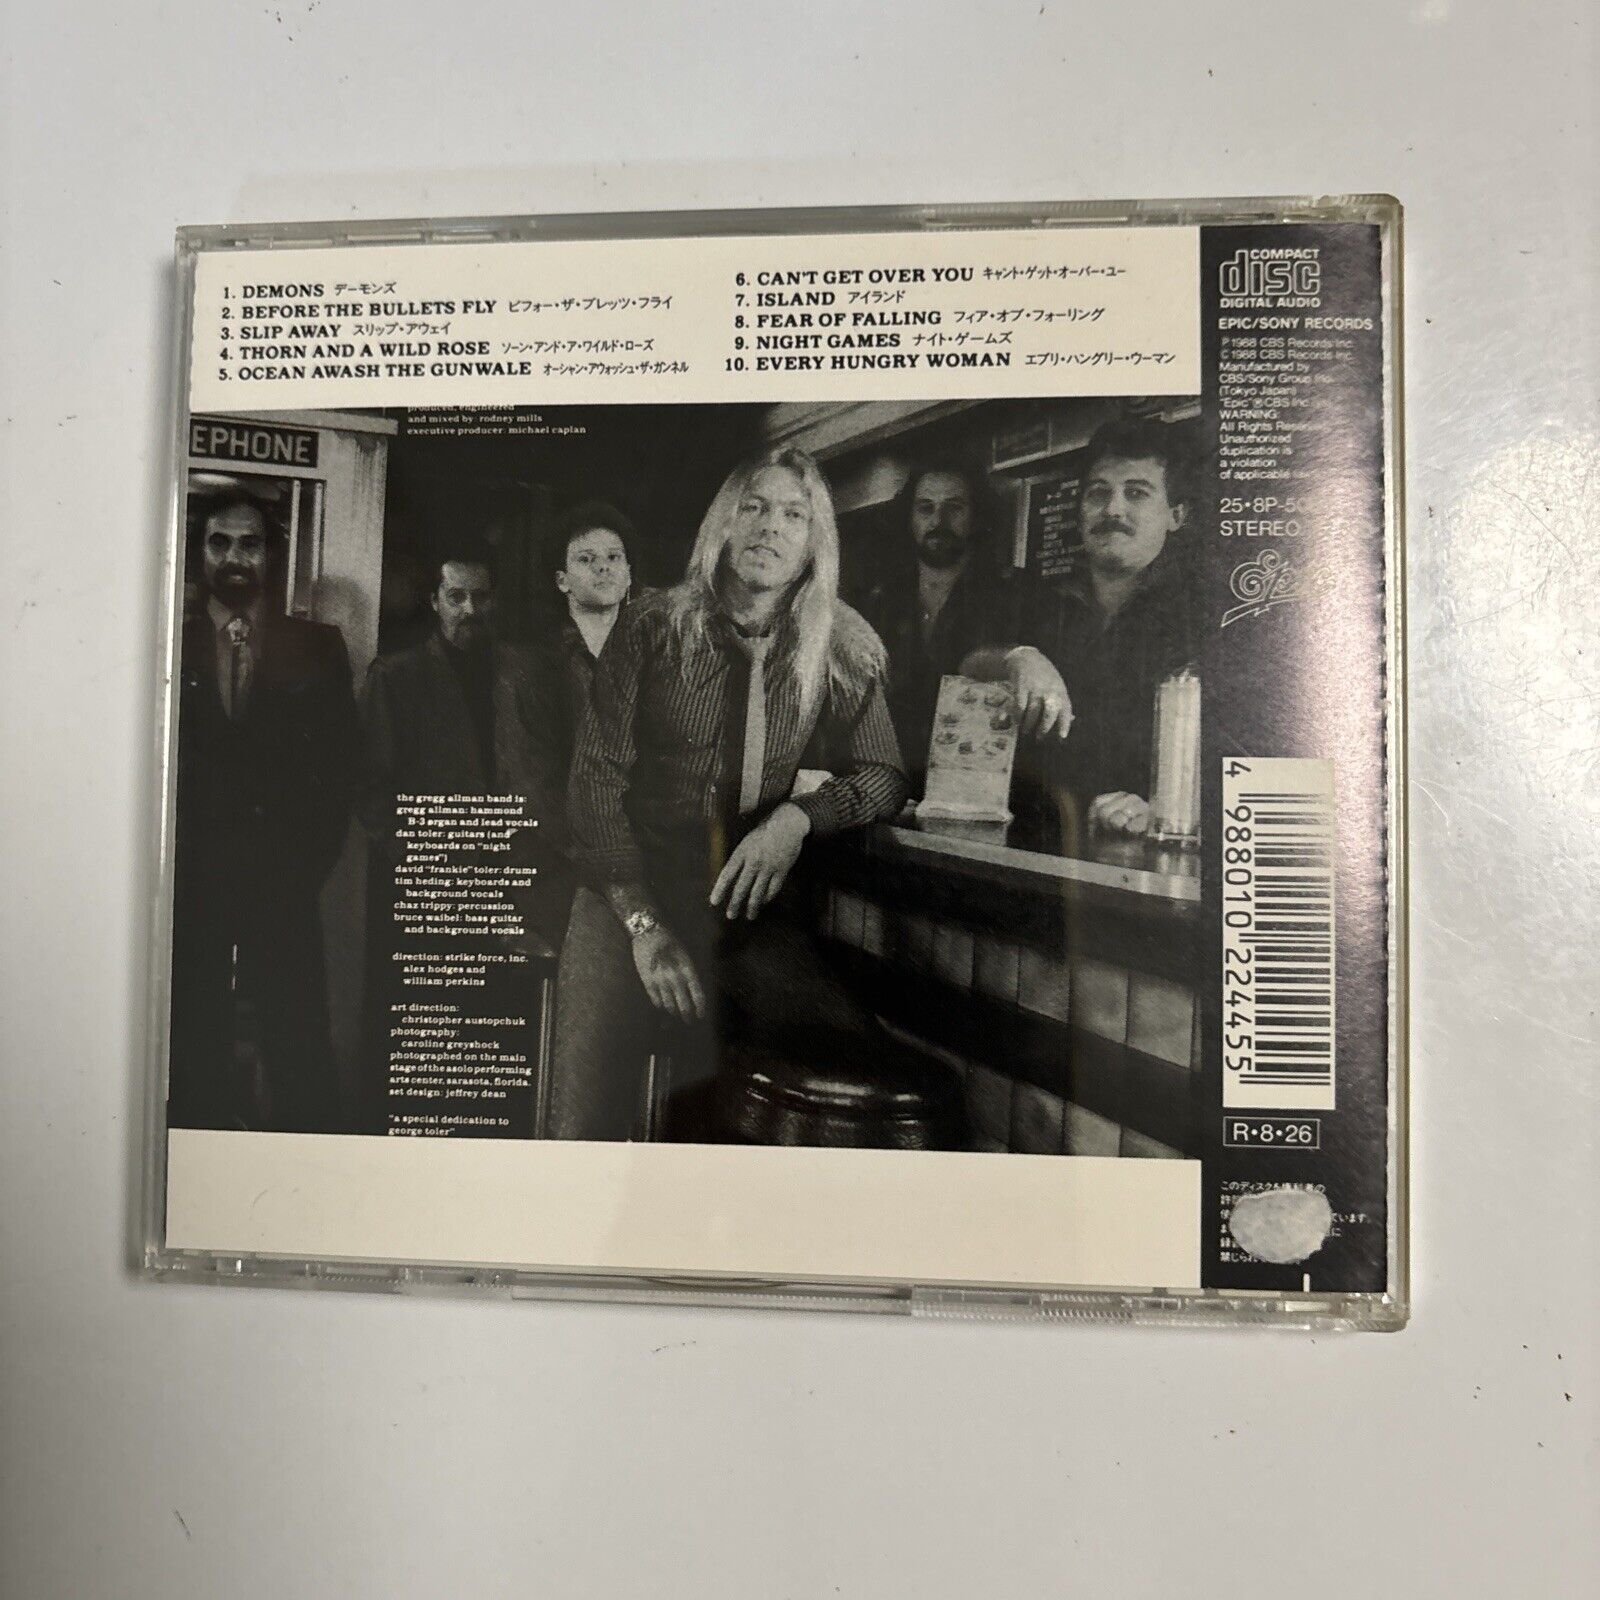 1. DEMONS デーモンズ
2. BEFORE THE BULLETS FLY ビフォー・ザ・ブレッツ・フライ
3. SLIP AWAY スリップ・アウェイ
4. THORN AND A WILD ROSE ソーン・アンド・ア・ワイルド・ローズ
5. OCEAN AWASH THE GUNWALE オーシャン・アウォッシュ・ザ・ガンネル
6. CAN'T GET OVER YOU キャント・ゲット・オーバー・ユー
7. ISLAND アイランド
8. FEAR OF FALLING フィア・オブ・フォーリング
9. NIGHT GAMES ナイト・ゲームズ
10. EVERY HUNGRY WOMAN エブリ・ハングリー・ウーマン
produced, engineered
and mixed by: rodney mills
executive producer: michael caplan
EPHONE
the gregg allman band is:
gregg allman: hammond
B-3 organ and lead vocals
dan toler: guitars (and
keyboards on "night
games")
david "frankie" toler: drums
tim heding: keyboards and
background vocals
chaz trippy: percussion
bruce waibel: bass guitar
and background vocals
direction: strike force, inc.
alex hodges and
william perkins
art direction:
christopher austopchuk
photography:
caroline greyshock
photographed on the main
stage of the asolo performing
arts center, sarasota, florida.
set design: jeffrey dean
"a special dedication to
george toler"
COMPACT
disc
DIGITAL AUDIO
EPIC/SONY RECORDS
℗ 1988 CBS Records Inc.
© 1988 CBS Records Inc.
Manufactured by
CBS/Sony Group Inc.
(Tokyo Japan)
"Epic" ® CBS Inc.
WARNING:
All Rights
Unauthorized
duplication is
a violation
of applicable
25•8P-50
STEREO
Epic
4 988010 224455
R•8•26
このディスクを